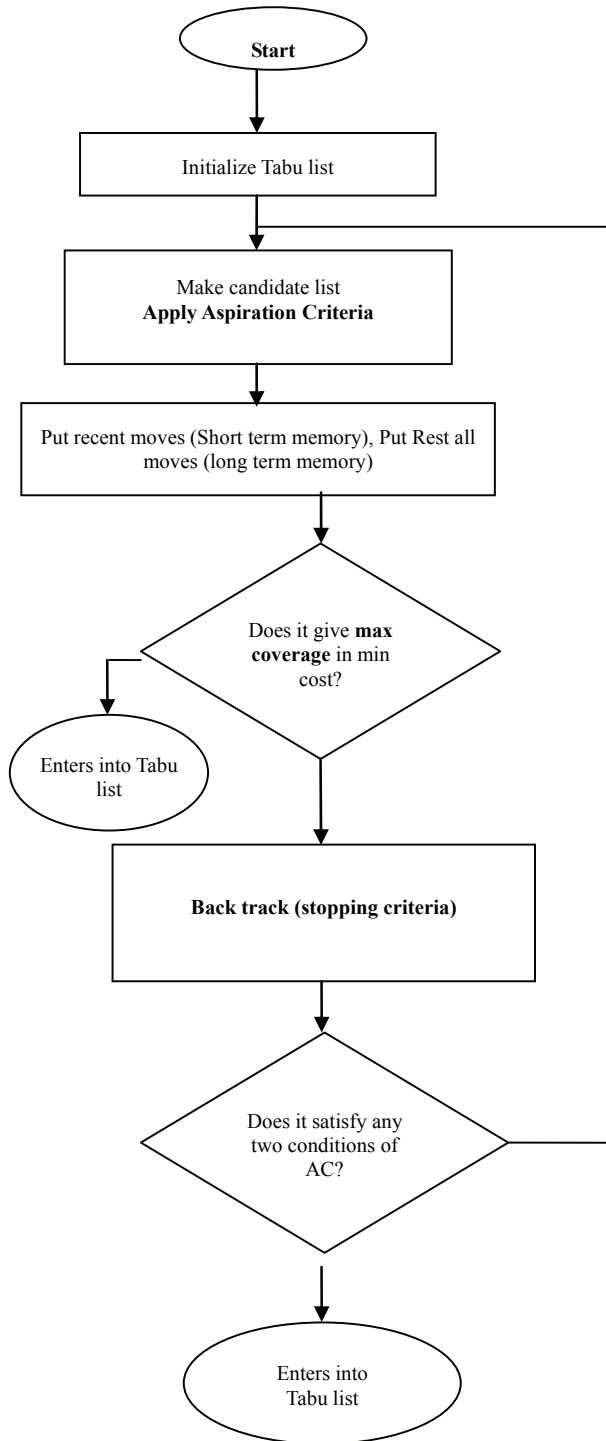 Start
Initialize Tabu list
Make candidate list
Apply Aspiration Criteria
Put recent moves (Short term memory), Put Rest all
moves (long term memory)
Does it give max
coverage in min
cost?
Enters into Tabu
list
Back track (stopping criteria)
Does it satisfy any
two conditions of
AC?
Enters into
Tabu list